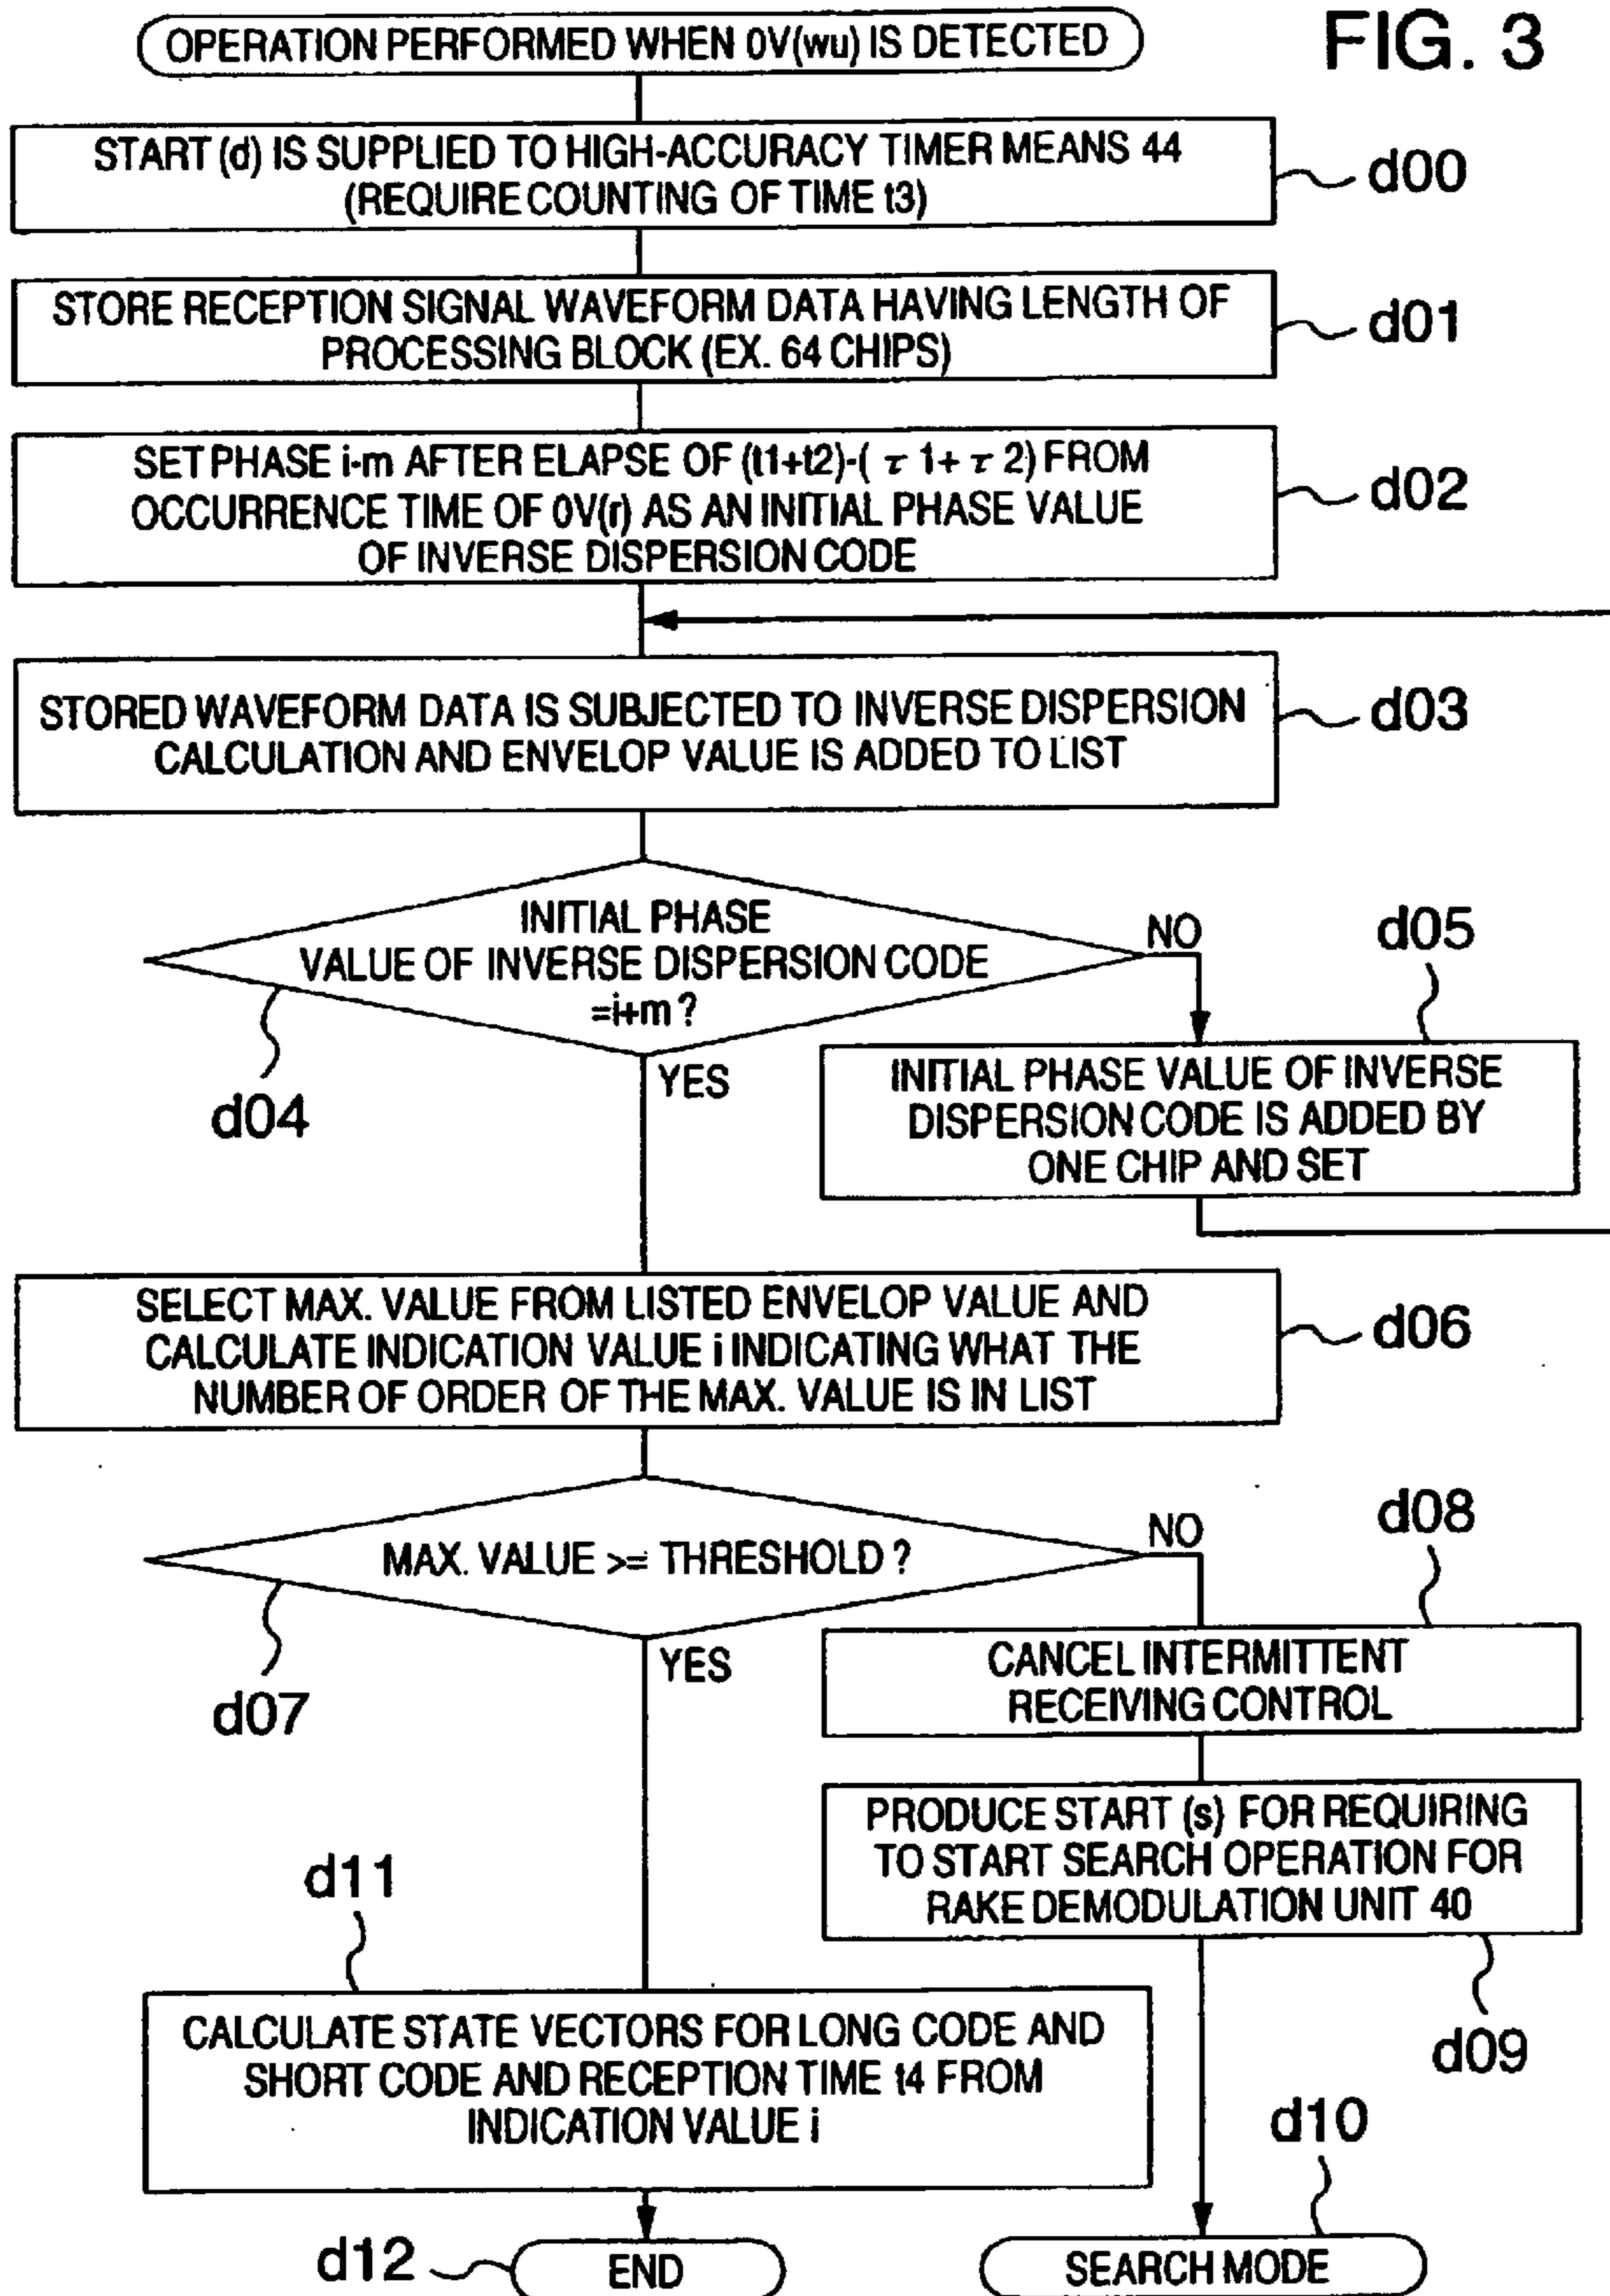 FIG. 3
OPERATION PERFORMED WHEN 0V(wu) IS DETECTED
START (d) IS SUPPLIED TO HIGH-ACCURACY TIMER MEANS 44
(REQUIRE COUNTING OF TIME t3)
d00
STORE RECEPTION SIGNAL WAVEFORM DATA HAVING LENGTH OF
PROCESSING BLOCK (EX. 64 CHIPS)
d01
SET PHASE i-m AFTER ELAPSE OF (t1+t2)-( τ 1+ τ 2) FROM
OCCURRENCE TIME OF 0V(r) AS AN INITIAL PHASE VALUE
OF INVERSE DISPERSION CODE
d02
STORED WAVEFORM DATA IS SUBJECTED TO INVERSE DISPERSION
CALCULATION AND ENVELOP VALUE IS ADDED TO LIST
d03
INITIAL PHASE
VALUE OF INVERSE DISPERSION CODE
=i+m ?
d04
NO
YES
d05
INITIAL PHASE VALUE OF INVERSE
DISPERSION CODE IS ADDED BY
ONE CHIP AND SET
SELECT MAX. VALUE FROM LISTED ENVELOP VALUE AND
CALCULATE INDICATION VALUE i INDICATING WHAT THE
NUMBER OF ORDER OF THE MAX. VALUE IS IN LIST
d06
MAX. VALUE >= THRESHOLD ?
d07
NO
YES
d08
CANCEL INTERMITTENT
RECEIVING CONTROL
PRODUCE START (s) FOR REQUIRING
TO START SEARCH OPERATION FOR
RAKE DEMODULATION UNIT 40
d09
d11
CALCULATE STATE VECTORS FOR LONG CODE AND
SHORT CODE AND RECEPTION TIME t4 FROM
INDICATION VALUE i
d10
d12
END
SEARCH MODE